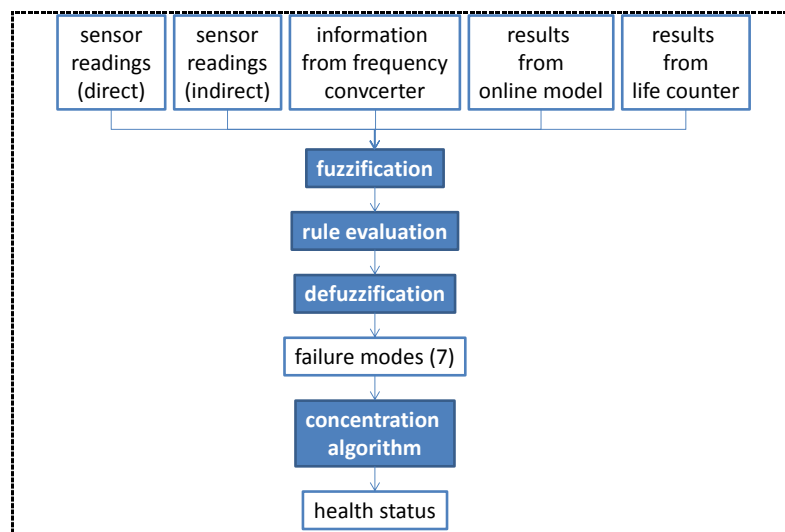 sensor
readings
(direct)
sensor
readings
(indirect)
information
from frequency
convcerter
results
from
online model
results
from
life counter
fuzzification
rule evaluation
defuzzification
failure modes (7)
concentration
algorithm
health status